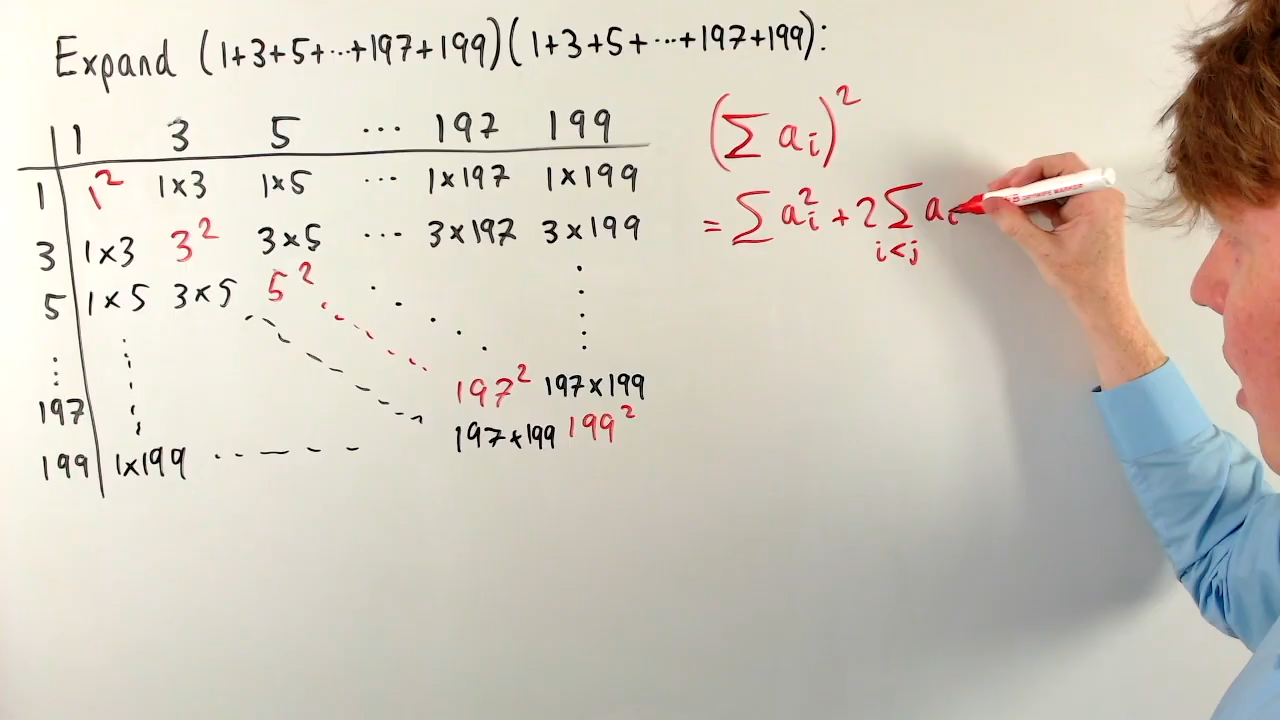 Expand (1+3+5+⋯+197+199)(1+3+5+⋯+197+199):
1 3 5 ⋯ 197 199
1 1² 1×3 1×5 ⋯ 1×197 1×199
3 1×3 3² 3×5 ⋯ 3×197 3×199
5 1×5 3×5 5²
⋮
197 197² 197×199
199 1×199 197×199 199²
(∑ aᵢ)²
= ∑ aᵢ² + 2∑ aᵢ
i<j